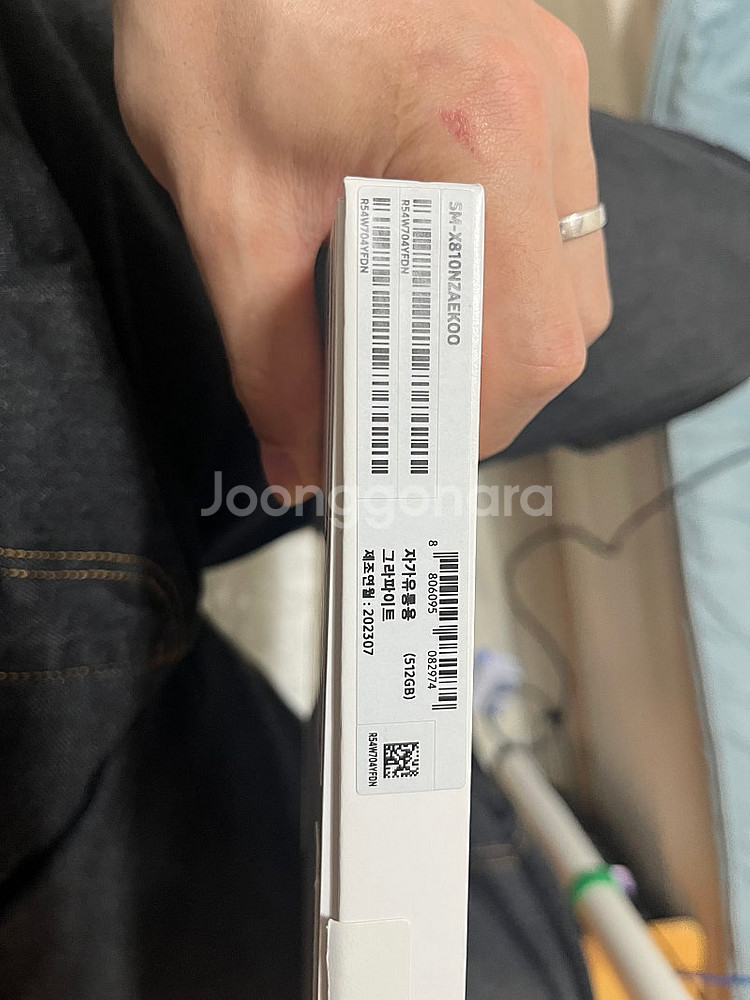 SM-X810NZAEKOO
R54W704YFDN
R54W704YFDN
8 806095 082974
자가유통용 (512GB)
그라파이트
제조연월 : 202307
R54W704YFDN
Joonggonara